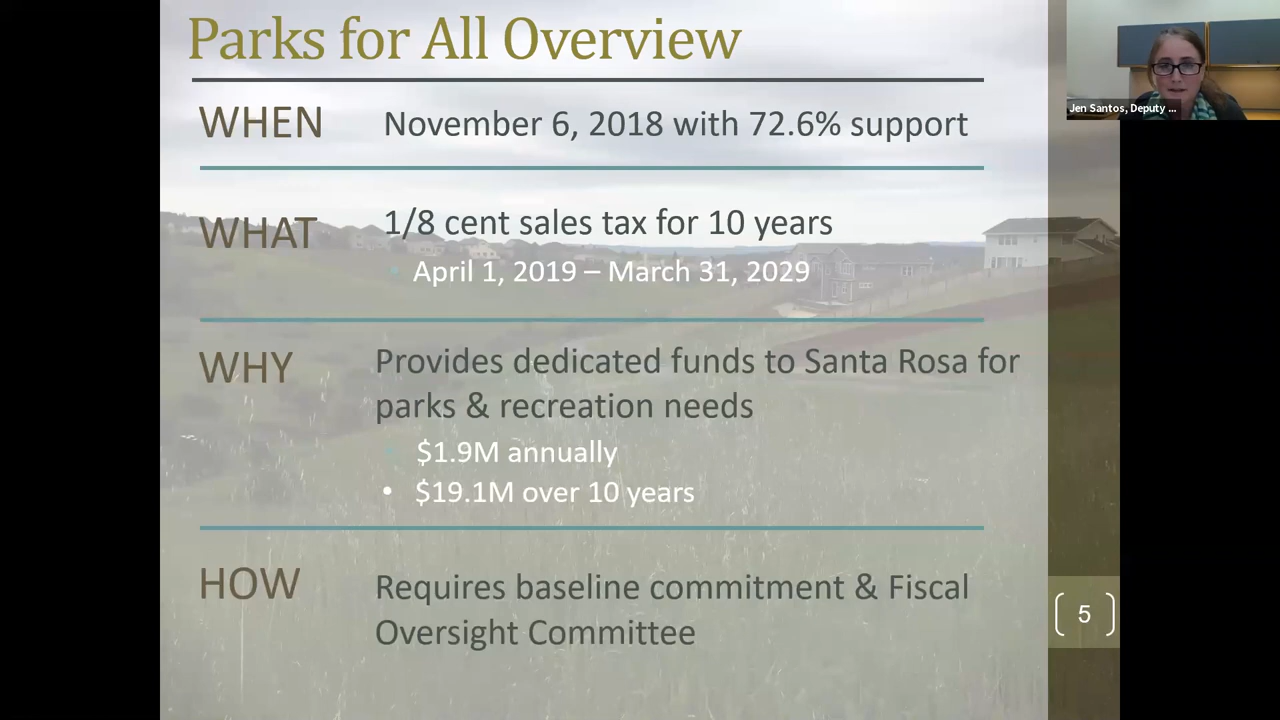 Parks for All Overview
WHEN
November 6, 2018 with 72.6% support
WHAT
1/8 cent sales tax for 10 years
April 1, 2019 – March 31, 2029
WHY
Provides dedicated funds to Santa Rosa for
parks & recreation needs
$1.9M annually
• $19.1M over 10 years
HOW
Requires baseline commitment & Fiscal
Oversight Committee
5
Jen Santos, Deputy ...